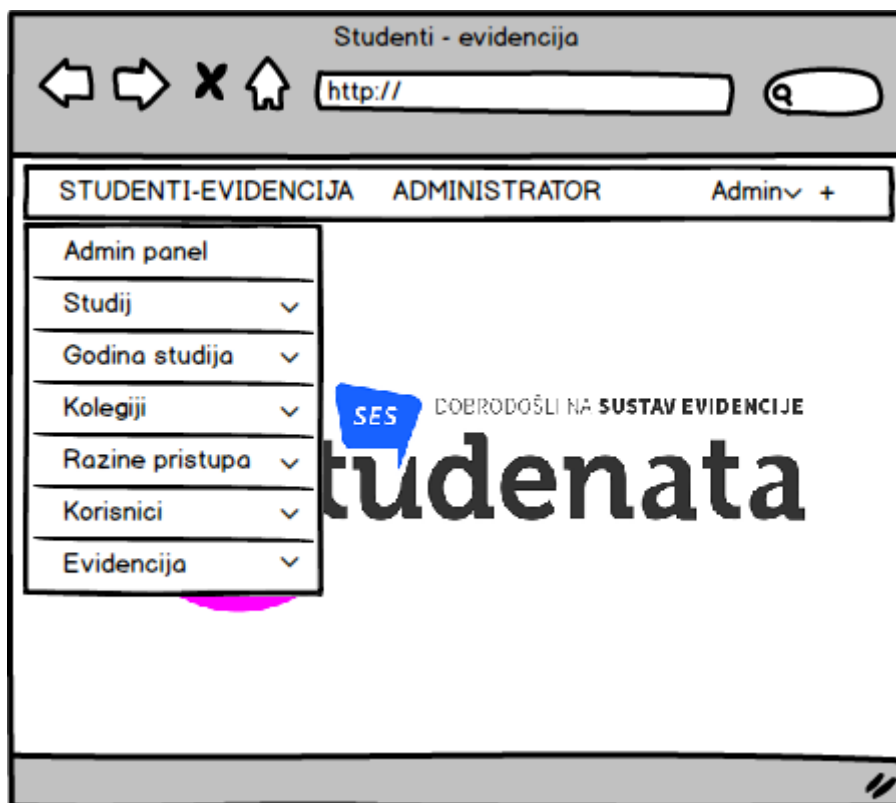 Studenti - evidencija
http://
STUDENTI-EVIDENCIJA ADMINISTRATOR Admin +
Admin panel
Studij
Godina studija
Kolegiji
Razine pristupa
Korisnici
Evidencija
SES
DOBRODOŠLI NA SUSTAV EVIDENCIJE
tudenata